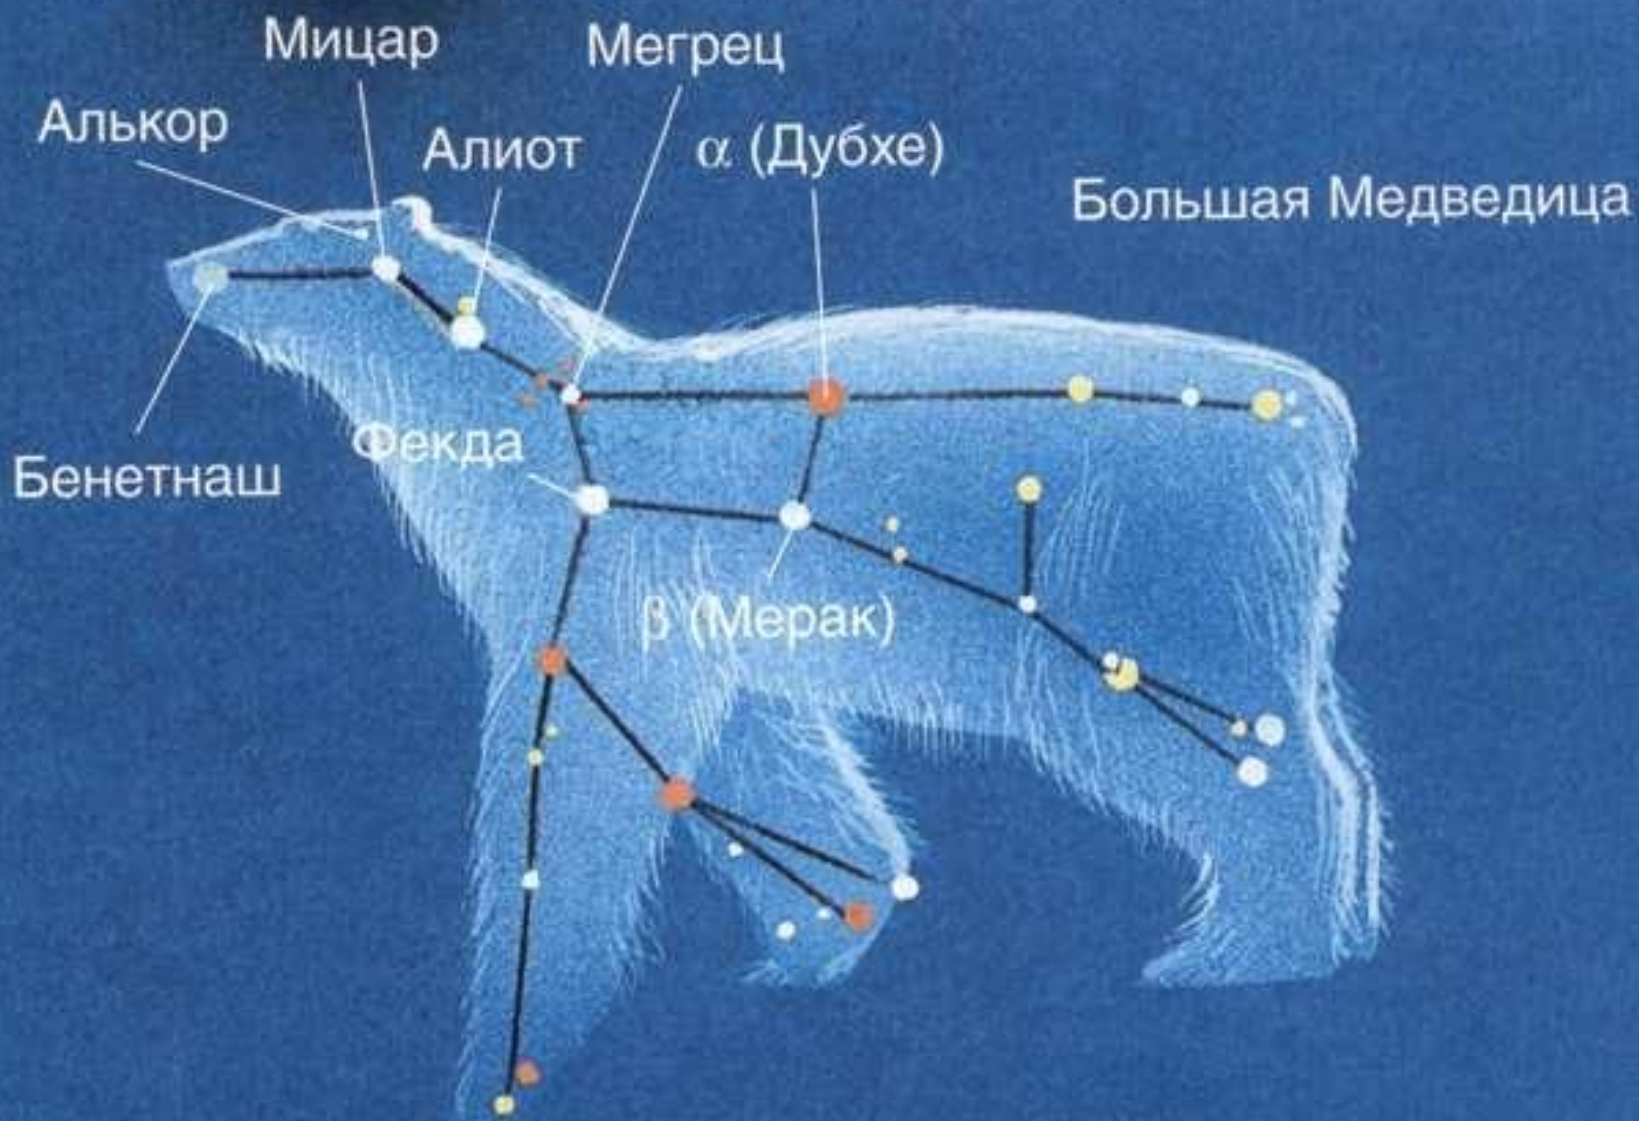 Мицар
Мегрец
Алькор
Алиот
α (Дубхе)
Большая Медведица
Фекда
Бенетнаш
β (Мерак)